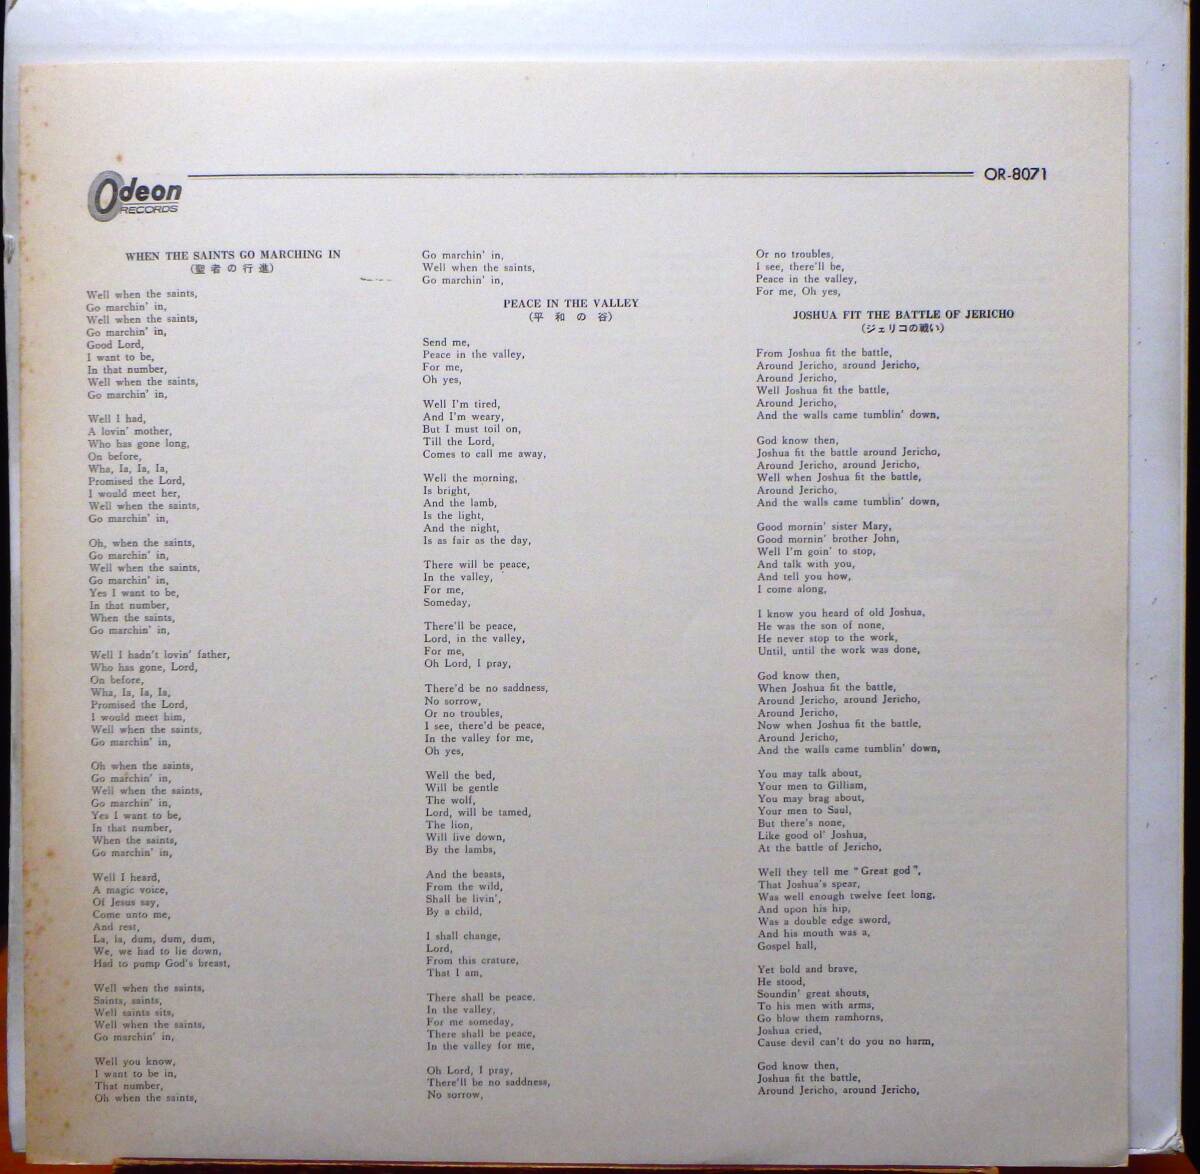 Odeon
RECORDS
OR-8071
WHEN THE SAINTS GO MARCHING IN
(聖者の行進)
Well when the saints,
Go marchin' in,
Well when the saints,
Go marchin' in,
Good Lord,
I want to be,
In that number,
Well when the saints,
Go marchin' in,
Well I had,
A lovin' mother,
Who has gone long,
On before,
Wha, Ia, Ia, Ia,
Promised the Lord,
I would meet her,
Well when the saints,
Go marchin' in,
Oh, when the saints,
Go marchin' in,
Well when the saints,
Go marchin' in,
Yes I want to be,
In that number,
When the saints,
Go marchin' in,
Well I hadn't lovin' father,
Who has gone, Lord,
On before,
Wha, Ia, Ia, Ia,
Promised the Lord,
I would meet him,
Well when the saints,
Go marchin' in,
Oh when the saints,
Go marchin' in,
Well when the saints,
Go marchin' in,
Yes I want to be,
In that number,
When the saints,
Go marchin' in,
Well I heard,
A magic voice,
Of Jesus say,
Come unto me,
And rest,
La, la, dum, dum, dum,
We, we had to lie down,
Had to pump God's breast,
Well when the saints,
Saints, saints,
Well saints sits,
Well when the saints,
Go marchin' in,
Well you know,
I want to be in,
That number,
Oh when the saints,
Go marchin' in,
Well when the saints,
Go marchin' in,
PEACE IN THE VALLEY
(平和の谷)
Send me,
Peace in the valley,
For me,
Oh yes,
Well I'm tired,
And I'm weary,
But I must toil on,
Till the Lord,
Comes to call me away,
Well the morning,
Is bright,
And the lamb,
Is the light,
And the night,
Is as fair as the day,
There will be peace,
In the valley,
For me,
Someday,
There'll be peace,
Lord, in the valley,
For me,
Oh Lord, I pray,
There'd be no saddness,
No sorrow,
Or no troubles,
I see, there'd be peace,
In the valley for me,
Oh yes,
Well the bed,
Will be gentle
The wolf,
Lord, will be tamed,
The lion,
Will live down,
By the lambs,
And the beasts,
From the wild,
Shall be livin',
By a child,
I shall change,
Lord,
From this crature,
That I am,
There shall be peace,
In the valley,
For me someday,
There shall be peace,
In the valley for me,
Oh Lord, I pray,
There'll be no saddness,
No sorrow,
Or no troubles,
I see, there'll be,
Peace in the valley,
For me, Oh yes,
JOSHUA FIT THE BATTLE OF JERICHO
(ジェリコの戦い)
From Joshua fit the battle,
Around Jericho, around Jericho,
Around Jericho,
Well Joshua fit the battle,
Around Jericho,
And the walls came tumblin' down,
God know then,
Joshua fit the battle around Jericho,
Around Jericho, around Jericho,
Well when Joshua fit the battle,
Around Jericho,
And the walls came tumblin' down,
Good mornin' sister Mary,
Good mornin' brother John,
Well I'm goin' to stop,
And talk with you,
And tell you how,
I come along,
I know you heard of old Joshua,
He was the son of none,
He never stop to the work,
Until, until the work was done,
God know then,
When Joshua fit the battle,
Around Jericho, around Jericho,
Around Jericho,
Now when Joshua fit the battle,
Around Jericho,
And the walls came tumblin' down,
You may talk about,
Your men to Gilliam,
You may brag about,
Your men to Saul,
But there's none,
Like good ol' Joshua,
At the battle of Jericho,
Well they tell me "Great god",
That Joshua's spear,
Was well enough twelve feet long,
And upon his hip,
Was a double edge sword,
And his mouth was a,
Gospel hall,
Yet bold and brave,
He stood,
Soundin' great shouts,
To his men with arms,
Go blow them ramhorns,
Joshua cried,
Cause devil can't do you no harm,
God know then,
Joshua fit the battle,
Around Jericho, around Jericho,